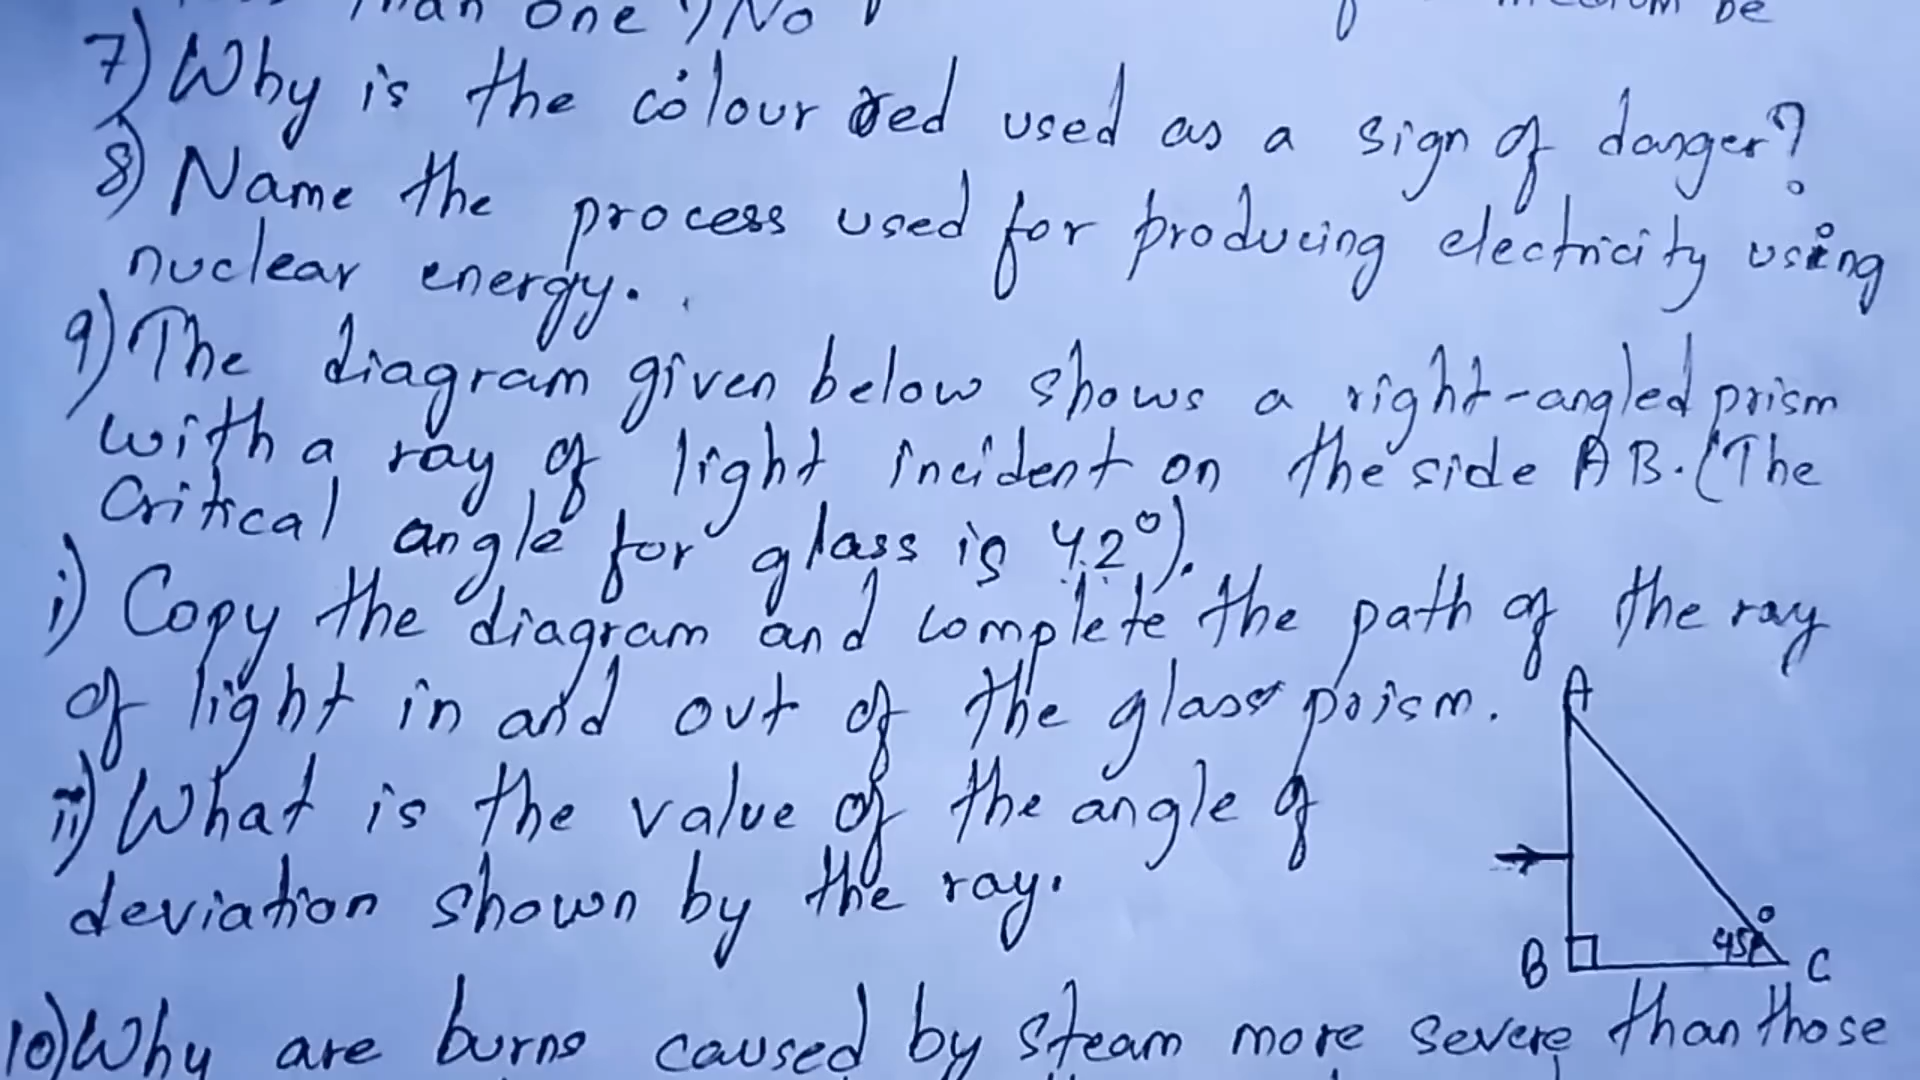 than one ?) No
be
7) Why is the colour red used as a sign of danger?
8) Name the process used for producing electricity using
nuclear energy.
9) The diagram given below shows a right-angled prism
with a ray of light incident on the side AB. (The
Critical angle for glass is 42°).
i) Copy the diagram and complete the path of the ray
of light in and out of the glass prism.
A
ii) What is the value of the angle of
deviation shown by the ray.
B 45° C
10) Why are burns caused by steam more severe than those